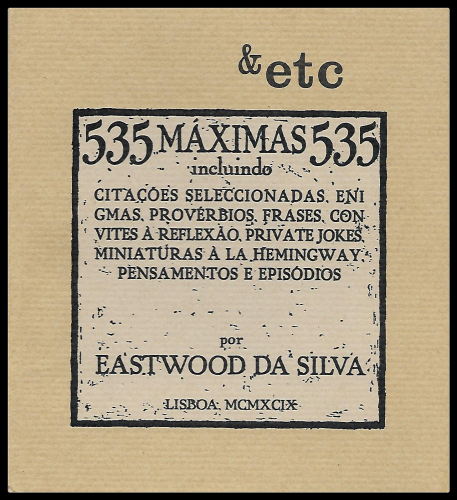 &etc
535 MÁXIMAS 535
incluindo
CITAÇÕES SELECCIONADAS, ENI
GMAS, PROVÉRBIOS, FRASES, CON
VITES À REFLEXÃO, PRIVATE JOKES,
MINIATURAS À LA HEMINGWAY,
PENSAMENTOS E EPISÓDIOS
por
EASTWOOD DA SILVA
LISBOA, MCMXCIX